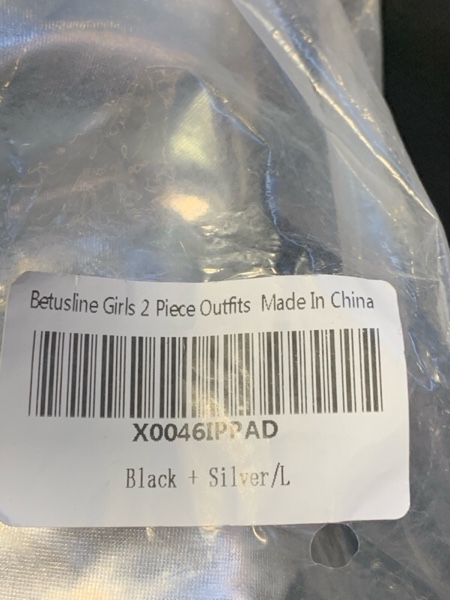 Betusline Girls 2 Piece Outfits Made In China
X0046IPPAD
Black + Silver/L